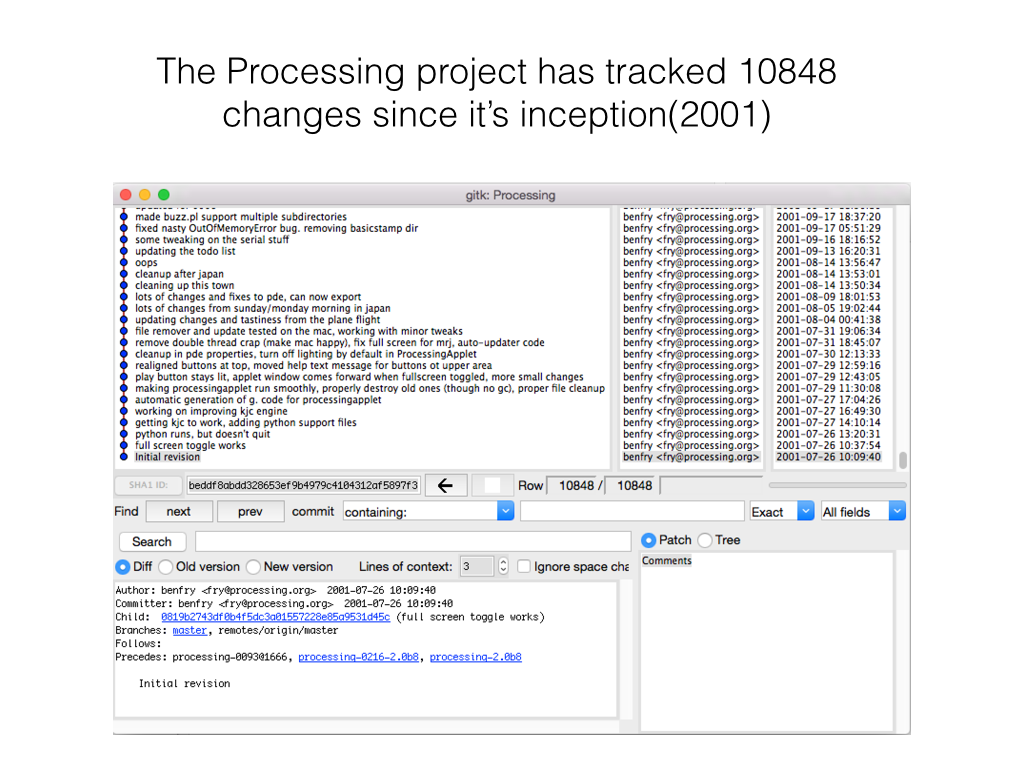 The Processing project has tracked 10848
changes since it's inception(2001)
gitk: Processing
made buzz.pl support multiple subdirectories benfry <fry@processing.org> 2001-09-17 18:37:20
fixed nasty OutOfMemoryError bug. removing basicstamp dir benfry <fry@processing.org> 2001-09-17 05:51:29
some tweaking on the serial stuff benfry <fry@processing.org> 2001-09-16 18:16:52
updating the todo list benfry <fry@processing.org> 2001-09-13 16:20:31
oops benfry <fry@processing.org> 2001-08-14 13:56:47
cleanup after japan benfry <fry@processing.org> 2001-08-14 13:53:01
cleaning up this town benfry <fry@processing.org> 2001-08-14 13:50:34
lots of changes and fixes to pde, can now export benfry <fry@processing.org> 2001-08-09 18:01:53
lots of changes from sunday/monday morning in japan benfry <fry@processing.org> 2001-08-05 19:02:44
updating changes and tastiness from the plane flight benfry <fry@processing.org> 2001-08-04 00:41:38
file remover and update tested on the mac, working with minor tweaks benfry <fry@processing.org> 2001-07-31 19:06:34
remove double thread crap (make mac happy), fix full screen for mrj, auto-updater code benfry <fry@processing.org> 2001-07-31 18:45:07
cleanup in pde properties, turn off lighting by default in ProcessingApplet benfry <fry@processing.org> 2001-07-30 12:13:33
realigned buttons at top, moved help text message for buttons ot upper area benfry <fry@processing.org> 2001-07-29 12:59:16
play button stays lit, applet window comes forward when fullscreen toggled, more small changes benfry <fry@processing.org> 2001-07-29 12:43:05
making processingapplet run smoothly, properly destroy old ones (though no gc), proper file cleanup benfry <fry@processing.org> 2001-07-29 11:30:08
automatic generation of g. code for processingapplet benfry <fry@processing.org> 2001-07-27 17:04:26
working on improving kjc engine benfry <fry@processing.org> 2001-07-27 16:49:30
getting kjc to work, adding python support files benfry <fry@processing.org> 2001-07-27 14:10:14
python runs, but doesn't quit benfry <fry@processing.org> 2001-07-26 13:20:31
full screen toggle works benfry <fry@processing.org> 2001-07-26 10:37:54
Initial revision benfry <fry@processing.org> 2001-07-26 10:09:40
SHA1 ID: beddf8abdd328653ef9b4979c4104312af5897f3 Row 10848 / 10848
Find next prev commit containing: Exact All fields
Search Patch Tree
Diff Old version New version Lines of context: 3 Ignore space cha
Comments
Author: benfry <fry@processing.org> 2001-07-26 10:09:40
Committer: benfry <fry@processing.org> 2001-07-26 10:09:40
Child: 0819b2743df0b4f5dc3a01557228e85a9531d45c (full screen toggle works)
Branches: master, remotes/origin/master
Follows:
Precedes: processing-0093@1666, processing-0216-2.0b8, processing-2.0b8
Initial revision